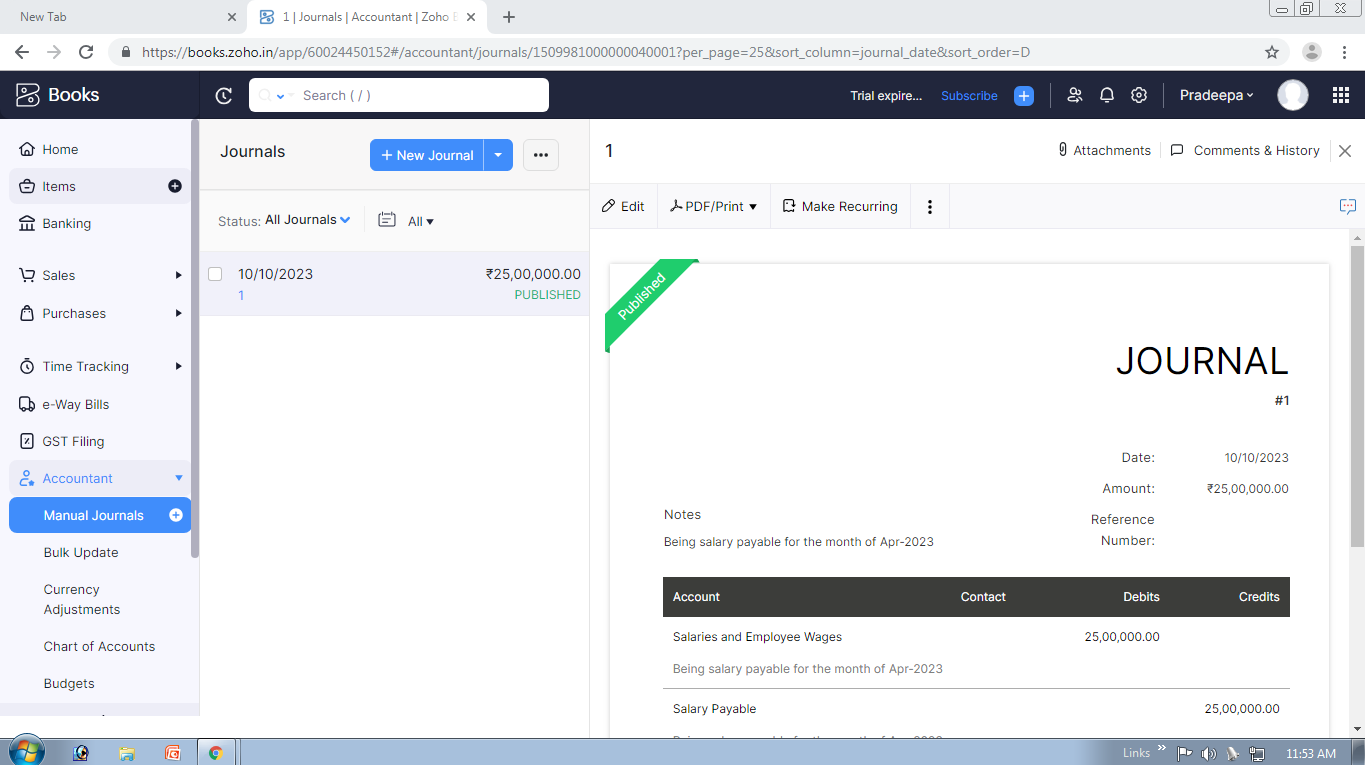 New Tab
1 | Journals | Accountant | Zoho
https://books.zoho.in/app/60024450152#/accountant/journals/1509981000000040001?per_page=25&sort_column=journal_date&sort_order=D
Books
Search ( / )
Trial expire...
Subscribe
Pradeepa
Home
Items
Banking
Sales
Purchases
Time Tracking
e-Way Bills
GST Filing
Accountant
Manual Journals
Bulk Update
Currency
Adjustments
Chart of Accounts
Budgets
Journals
+ New Journal
Status: All Journals
All
10/10/2023 ₹25,00,000.00
1 PUBLISHED
1
Attachments
Comments & History
Edit
PDF/Print
Make Recurring
Published
JOURNAL
#1
Date: 10/10/2023
Amount: ₹25,00,000.00
Reference
Number:
Notes
Being salary payable for the month of Apr-2023
Account Contact Debits Credits
Salaries and Employee Wages 25,00,000.00
Being salary payable for the month of Apr-2023
Salary Payable 25,00,000.00
Links
11:53 AM